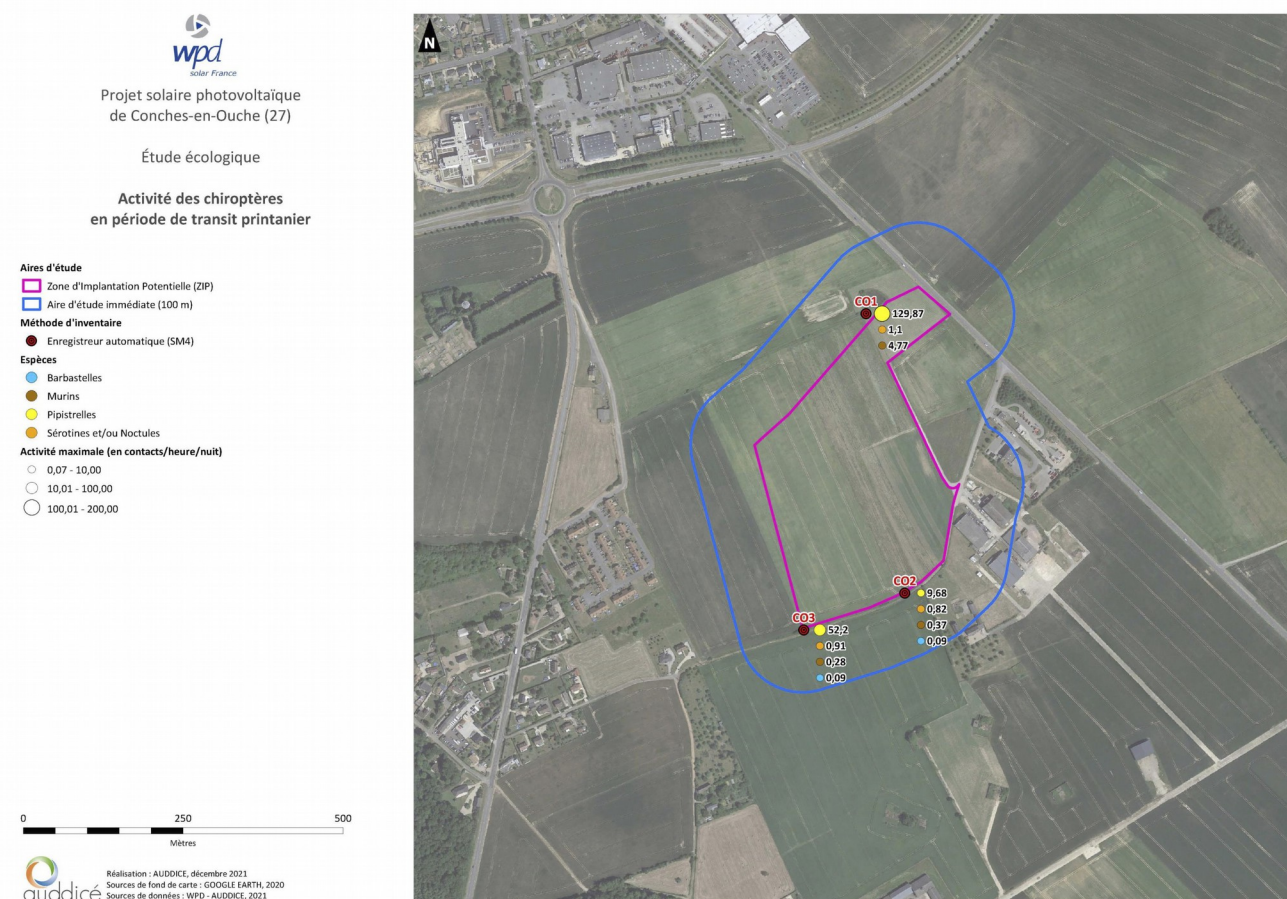 wpd
solar France
Projet solaire photovoltaïque
de Conches-en-Ouche (27)
Étude écologique
Activité des chiroptères
en période de transit printanier
Aires d'étude
Zone d'Implantation Potentielle (ZIP)
Aire d'étude immédiate (100 m)
Méthode d'inventaire
Enregistreur automatique (SM4)
Espèces
Barbastelles
Murins
Pipistrelles
Sérotines et/ou Noctules
Activité maximale (en contacts/heure/nuit)
0,07 - 10,00
10,01 - 100,00
100,01 - 200,00
0 250 500
Mètres
auddicé
Réalisation : AUDDICE, décembre 2021
Sources de fond de carte : GOOGLE EARTH, 2020
Sources de données : WPD - AUDDICE, 2021
N
CO1
129,87
1,1
4,77
CO2
9,68
0,82
0,37
0,09
CO3
52,2
0,91
0,28
0,09